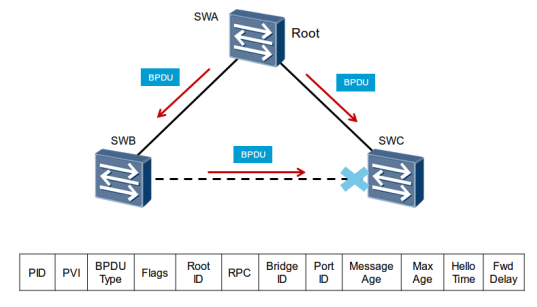 SWA
Root
BPDU
BPDU
SWB
SWC
BPDU
PID PVI BPDU Type Flags Root ID RPC Bridge ID Port ID Message Age Max Age Hello Time Fwd Delay